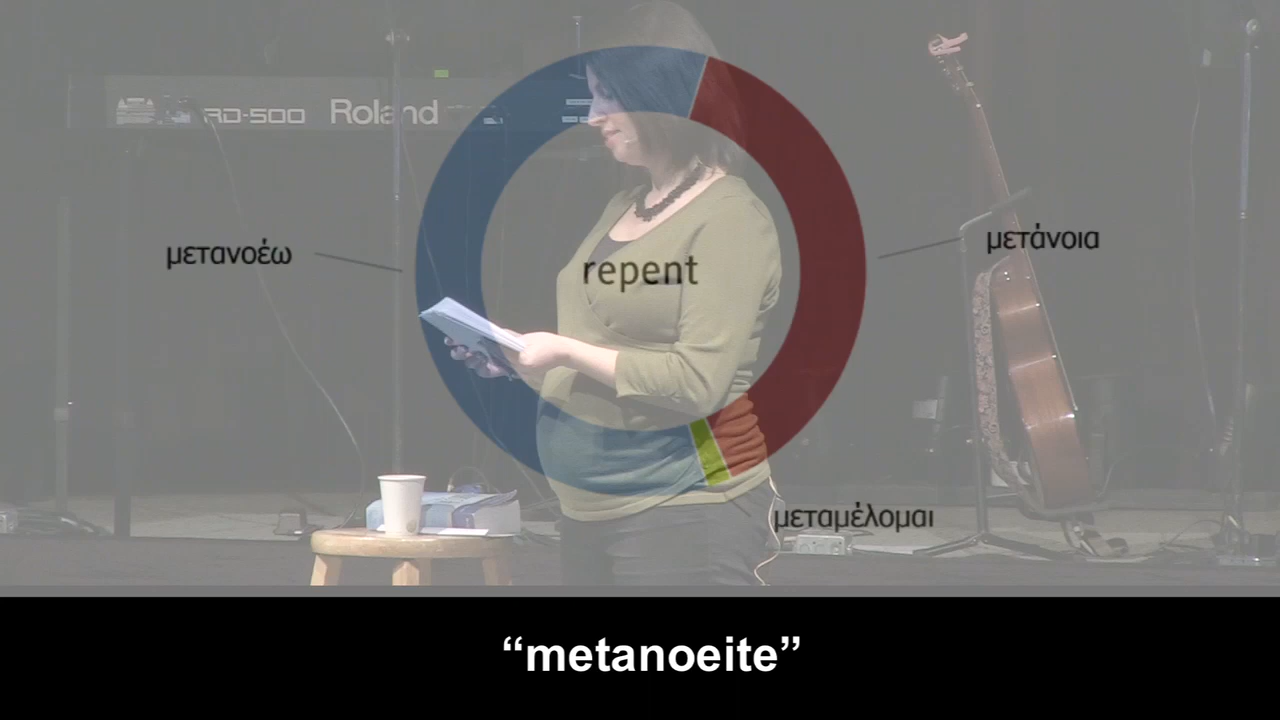 RD-500 Roland
μετανοέω
μετάνοια
repent
μεταμέλομαι
“metanoeite”